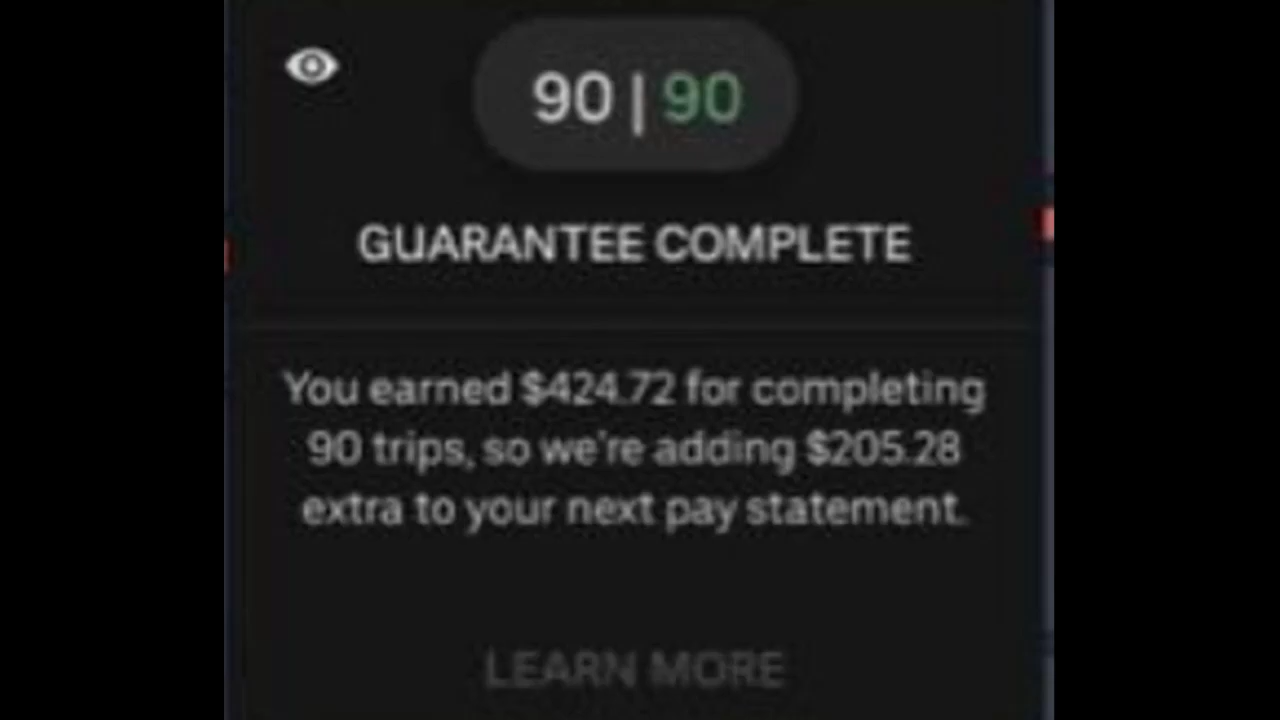 90 | 90
GUARANTEE COMPLETE
You earned $424.72 for completing
90 trips, so we're adding $205.28
extra to your next pay statement.
LEARN MORE